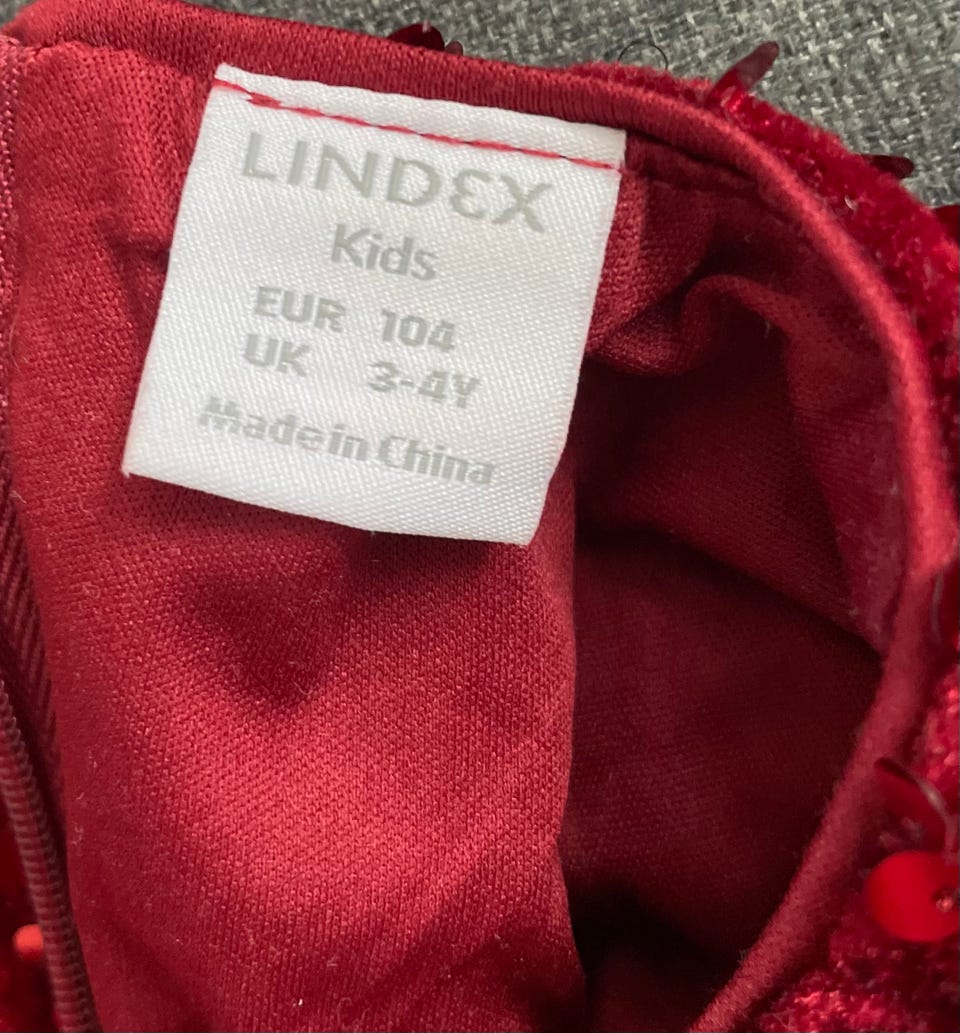 LINDEX
Kids
EUR 104
UK 3-4Y
Made in China